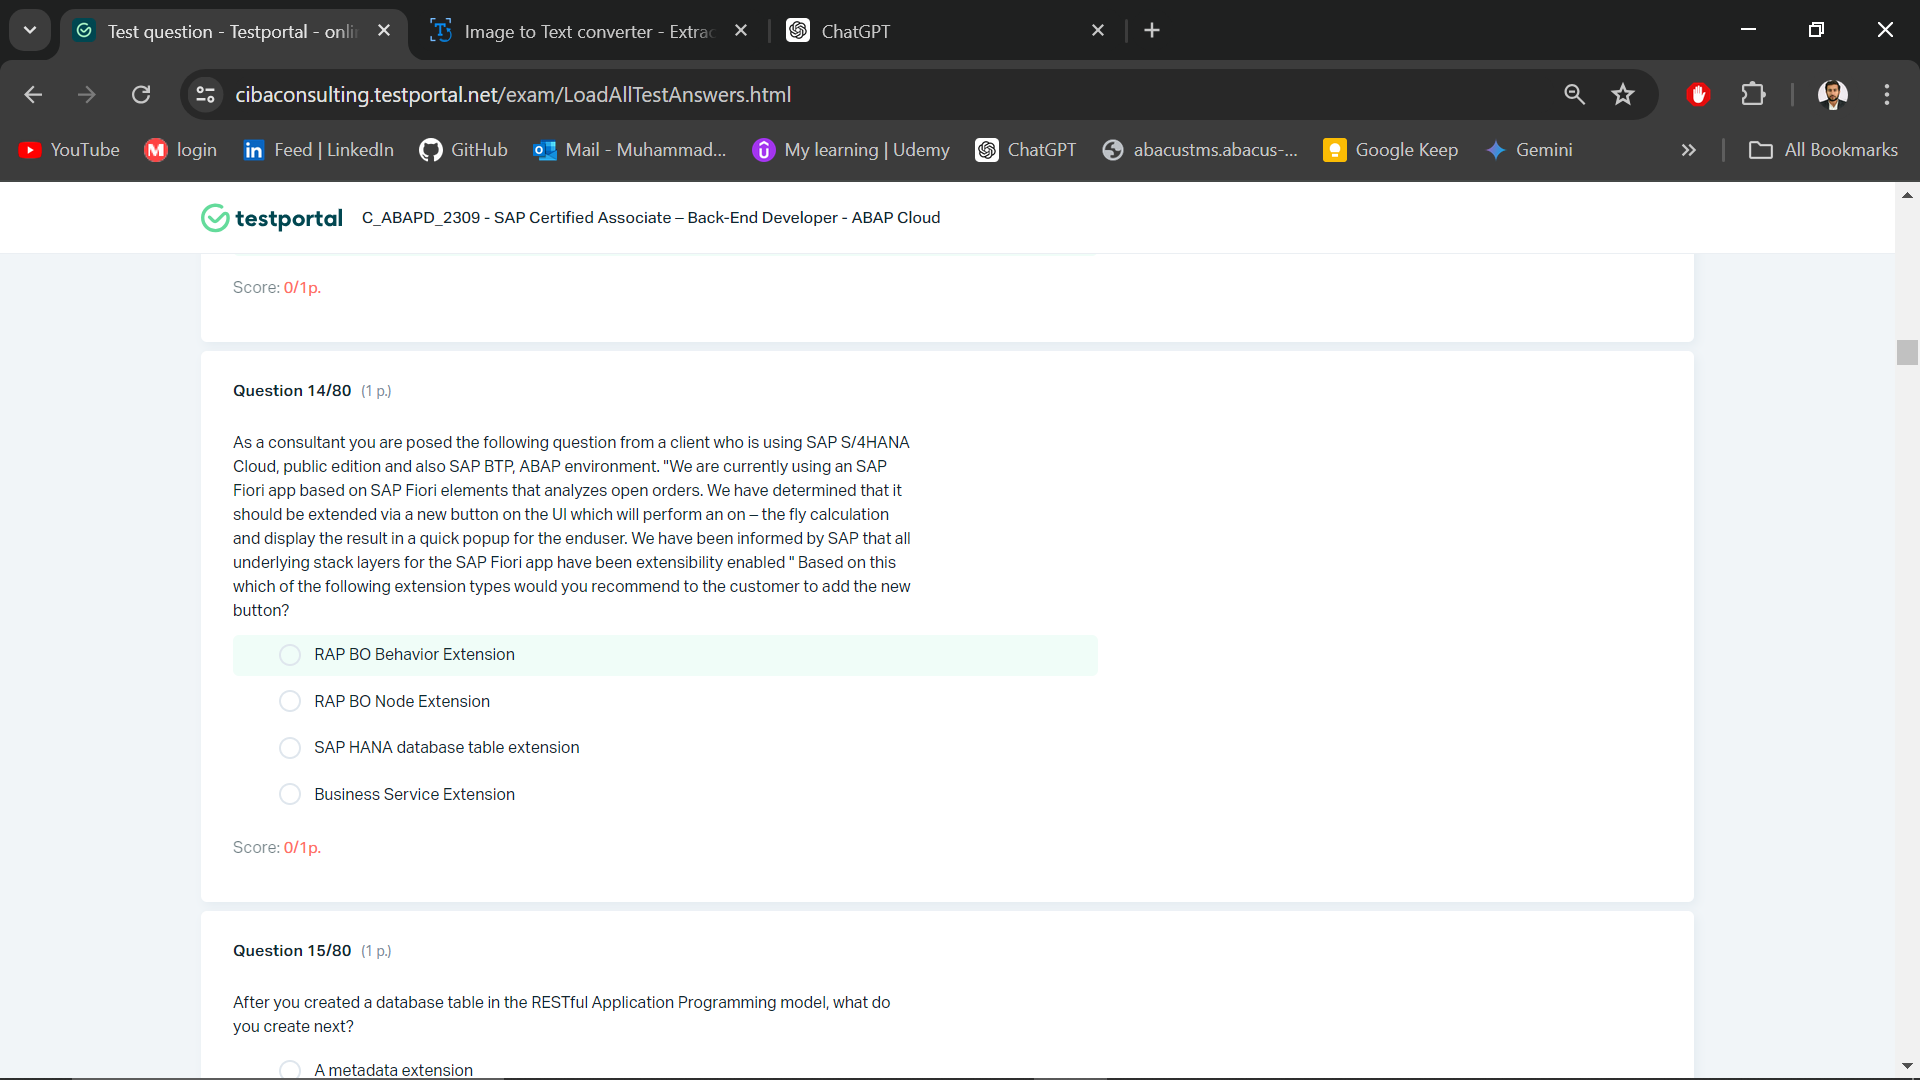 Test question - Testportal - onli
Image to Text converter - Extrac
ChatGPT
cibaconsulting.testportal.net/exam/LoadAllTestAnswers.html
YouTube
login
Feed | LinkedIn
GitHub
Mail - Muhammad...
My learning | Udemy
ChatGPT
abacustms.abacus-...
Google Keep
Gemini
All Bookmarks
testportal
C_ABAPD_2309 - SAP Certified Associate – Back-End Developer - ABAP Cloud
Score: 0/1p.
Question 14/80 (1 p.)
As a consultant you are posed the following question from a client who is using SAP S/4HANA
Cloud, public edition and also SAP BTP, ABAP environment. "We are currently using an SAP
Fiori app based on SAP Fiori elements that analyzes open orders. We have determined that it
should be extended via a new button on the UI which will perform an on – the fly calculation
and display the result in a quick popup for the enduser. We have been informed by SAP that all
underlying stack layers for the SAP Fiori app have been extensibility enabled " Based on this
which of the following extension types would you recommend to the customer to add the new
button?
RAP BO Behavior Extension
RAP BO Node Extension
SAP HANA database table extension
Business Service Extension
Score: 0/1p.
Question 15/80 (1 p.)
After you created a database table in the RESTful Application Programming model, what do
you create next?
A metadata extension